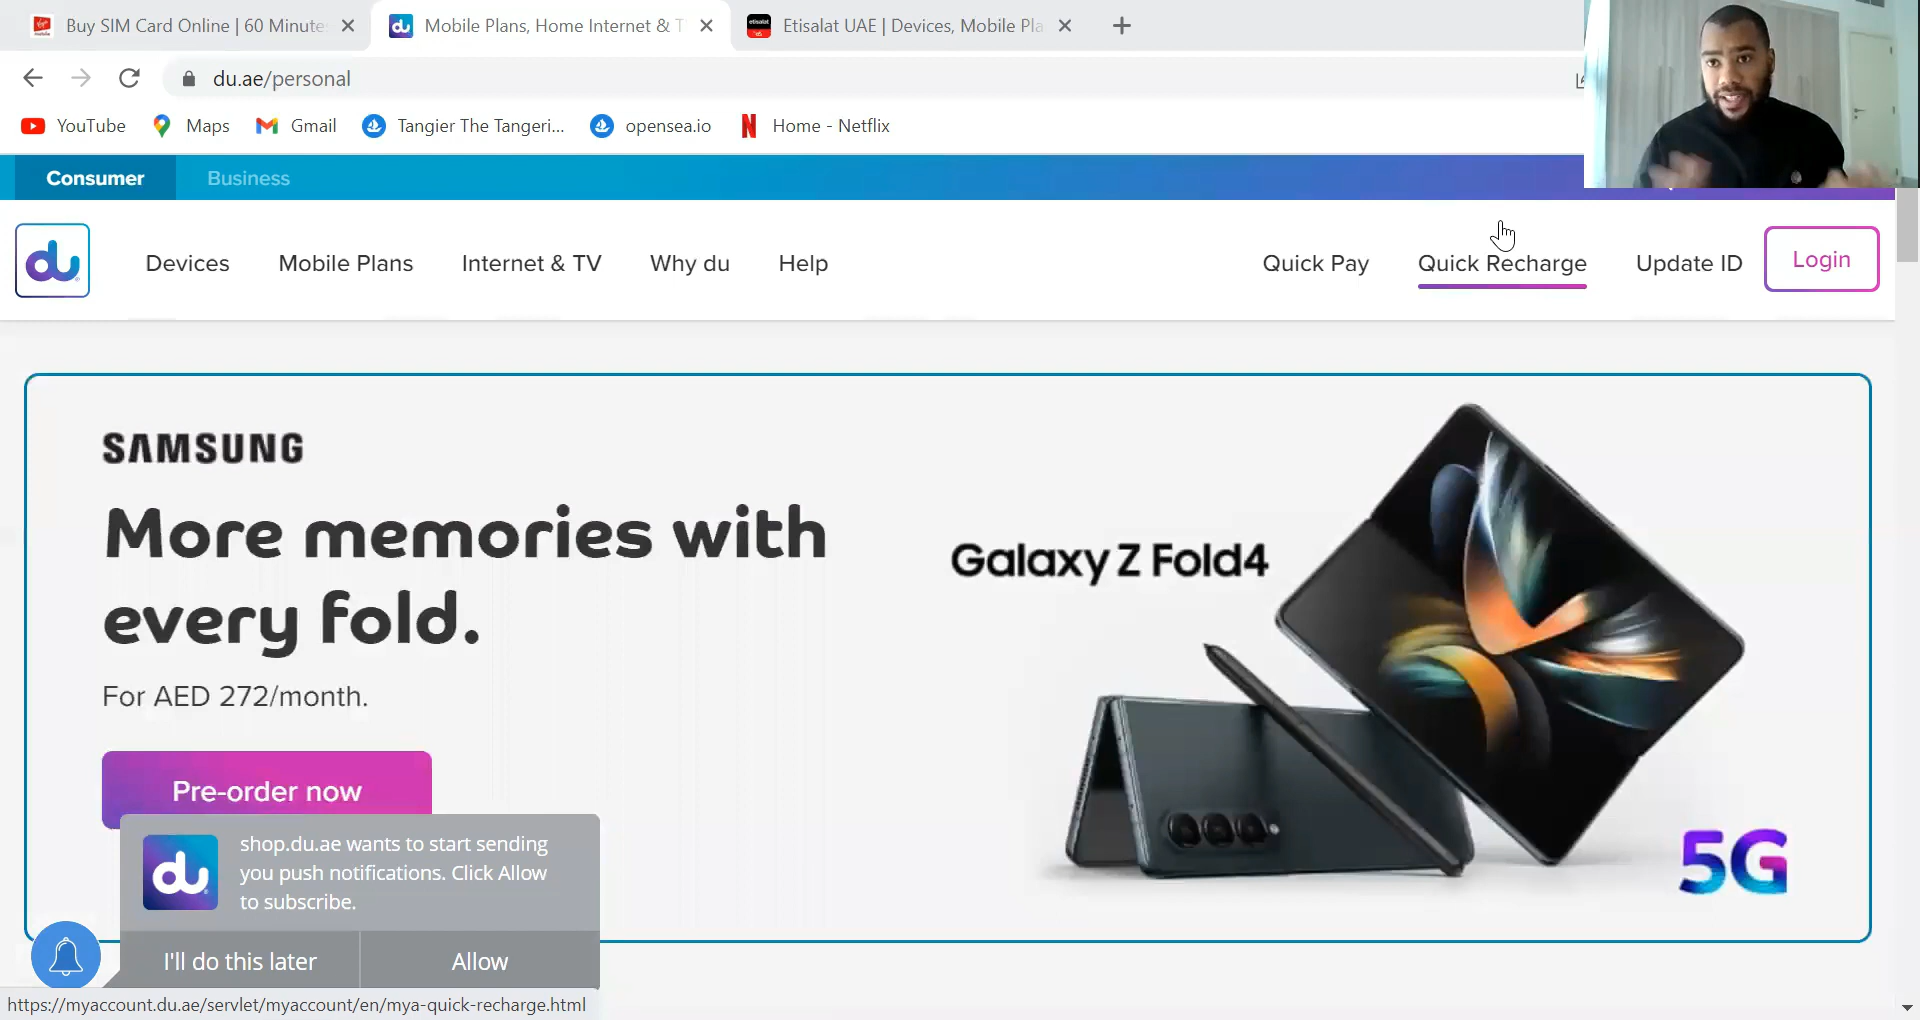 Buy SIM Card Online | 60 Minute
Mobile Plans, Home Internet & T
Etisalat UAE | Devices, Mobile Pla
du.ae/personal
YouTube
Maps
Gmail
Tangier The Tangeri...
opensea.io
Home - Netflix
Consumer
Business
du
Devices
Mobile Plans
Internet & TV
Why du
Help
Quick Pay
Quick Recharge
Update ID
Login
SAMSUNG
More memories with
every fold.
For AED 272/month.
Pre-order now
Galaxy Z Fold4
5G
du
shop.du.ae wants to start sending
you push notifications. Click Allow
to subscribe.
I'll do this later
Allow
https://myaccount.du.ae/servlet/myaccount/en/mya-quick-recharge.html